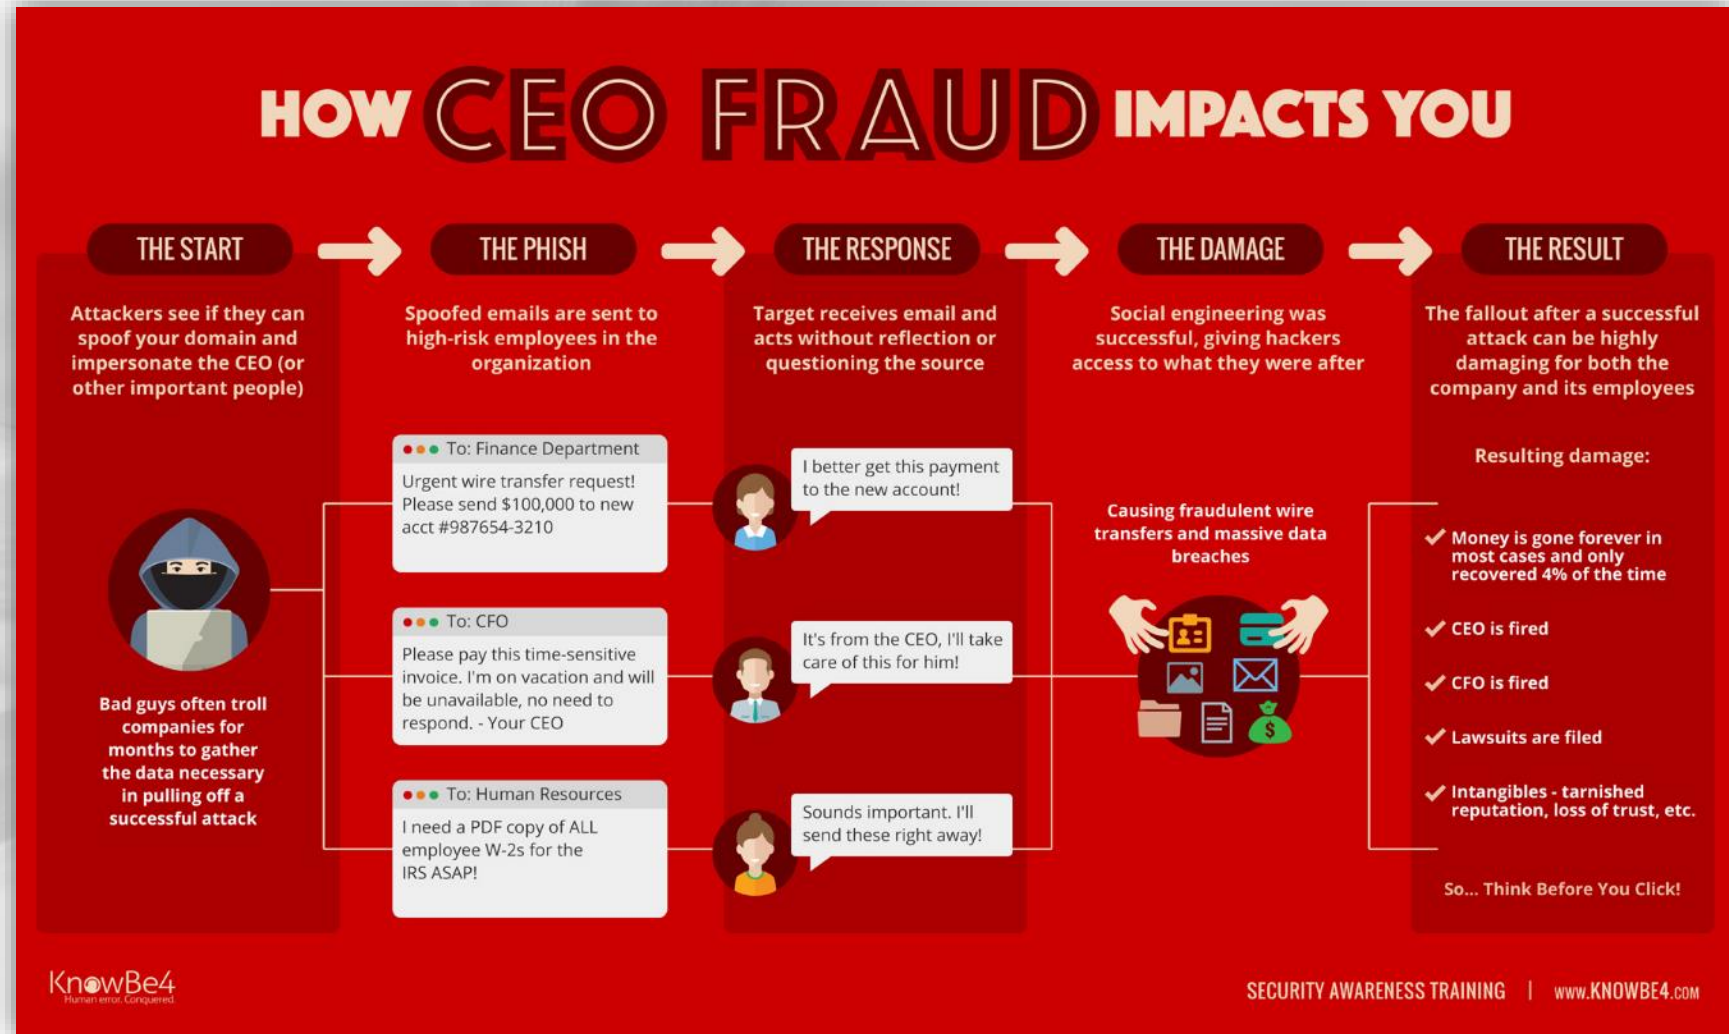 HOW CEO FRAUD IMPACTS YOU
THE START
Attackers see if they can
spoof your domain and
impersonate the CEO (or
other important people)
Bad guys often troll
companies for
months to gather
the data necessary
in pulling off a
successful attack
THE PHISH
Spoofed emails are sent to
high-risk employees in the
organization
To: Finance Department
Urgent wire transfer request!
Please send $100,000 to new
acct #987654-3210
To: CFO
Please pay this time-sensitive
invoice. I'm on vacation and will
be unavailable, no need to
respond. - Your CEO
To: Human Resources
I need a PDF copy of ALL
employee W-2s for the
IRS ASAP!
THE RESPONSE
Target receives email and
acts without reflection or
questioning the source
I better get this payment
to the new account!
It's from the CEO, I'll take
care of this for him!
Sounds important. I'll
send these right away!
THE DAMAGE
Social engineering was
successful, giving hackers
access to what they were after
Causing fraudulent wire
transfers and massive data
breaches
$
THE RESULT
The fallout after a successful
attack can be highly
damaging for both the
company and its employees
Resulting damage:
Money is gone forever in
most cases and only
recovered 4% of the time
CEO is fired
CFO is fired
Lawsuits are filed
Intangibles - tarnished
reputation, loss of trust, etc.
So... Think Before You Click!
KnowBe4
Human error. Conquered.
SECURITY AWARENESS TRAINING | www.KNOWBE4.COM